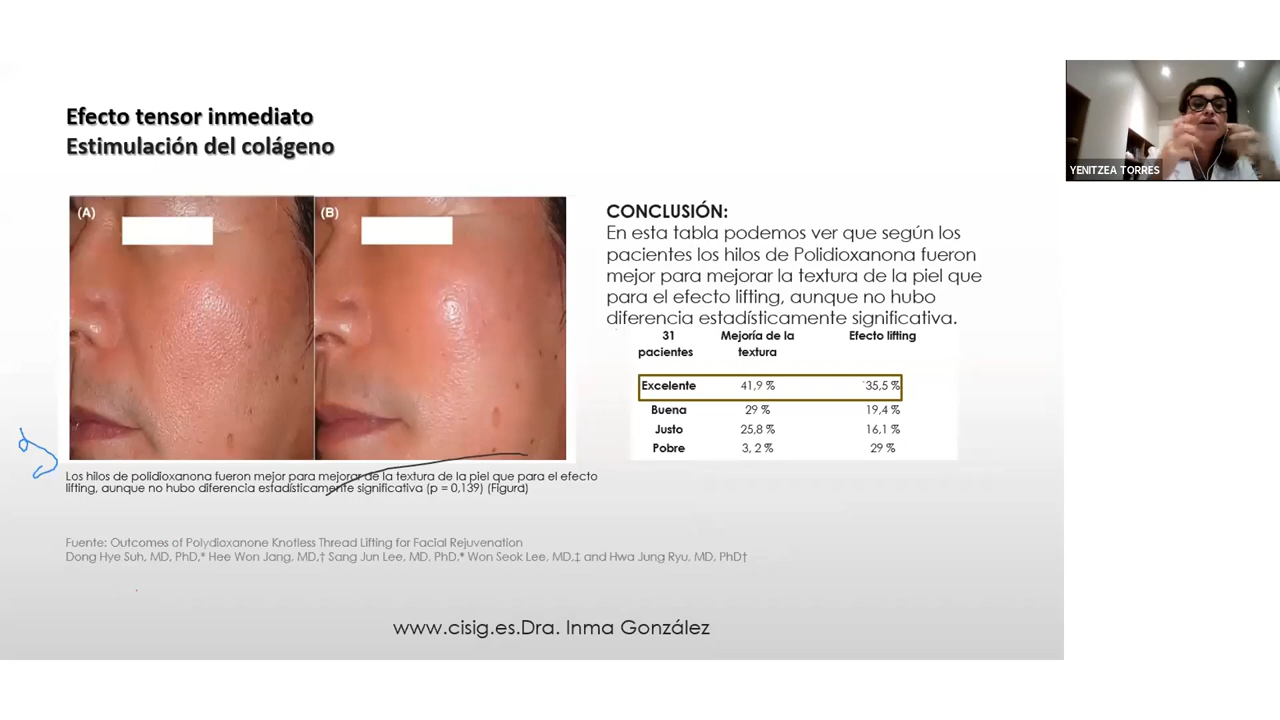 Efecto tensor inmediato
Estimulación del colágeno
(A)
(B)
Los hilos de polidioxanona fueron mejor para mejorar de la textura de la piel que para el efecto
lifting, aunque no hubo diferencia estadísticamente significativa (p = 0,139) (Figura)
CONCLUSIÓN:
En esta tabla podemos ver que según los
pacientes los hilos de Polidioxanona fueron
mejor para mejorar la textura de la piel que
para el efecto lifting, aunque no hubo
diferencia estadísticamente significativa.
31 pacientes Mejoría de la textura Efecto lifting
Excelente 41,9 % 35,5 %
Buena 29 % 19,4 %
Justo 25,8 % 16,1 %
Pobre 3, 2 % 29 %
Fuente: Outcomes of Polydioxanone Knotless Thread Lifting for Facial Rejuvenation
Dong Hye Suh, MD, PhD,* Hee Won Jang, MD,† Sang Jun Lee, MD, PhD,* Won Seok Lee, MD,‡ and Hwa Jung Ryu, MD, PhD†
www.cisig.es.Dra. Inma González
YENITZEA TORRES